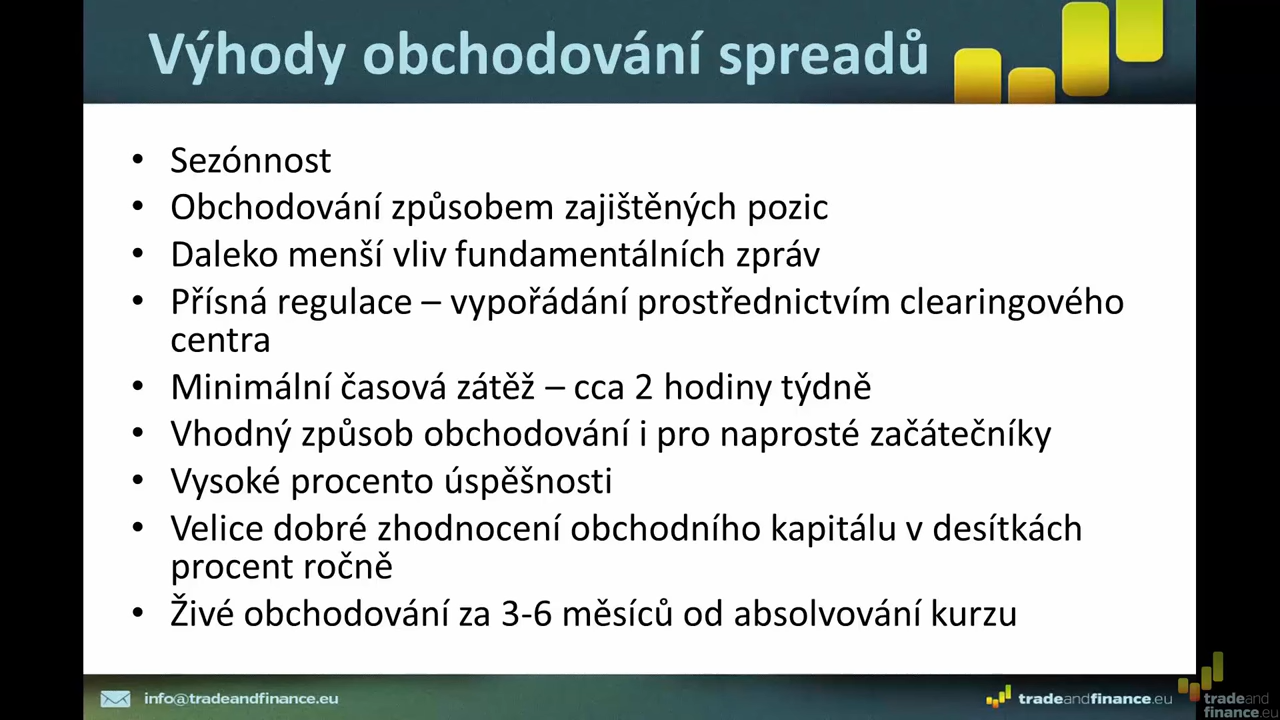 Výhody obchodování spreadů
• Sezónnost
• Obchodování způsobem zajištěných pozic
• Daleko menší vliv fundamentálních zpráv
• Přísná regulace – vypořádání prostřednictvím clearingového
centra
• Minimální časová zátěž – cca 2 hodiny týdně
• Vhodný způsob obchodování i pro naprosté začátečníky
• Vysoké procento úspěšnosti
• Velice dobré zhodnocení obchodního kapitálu v desítkách
procent ročně
• Živé obchodování za 3-6 měsíců od absolvování kurzu
info@tradeandfinance.eu
tradeandfinance.eu
tradeand
finance.eu